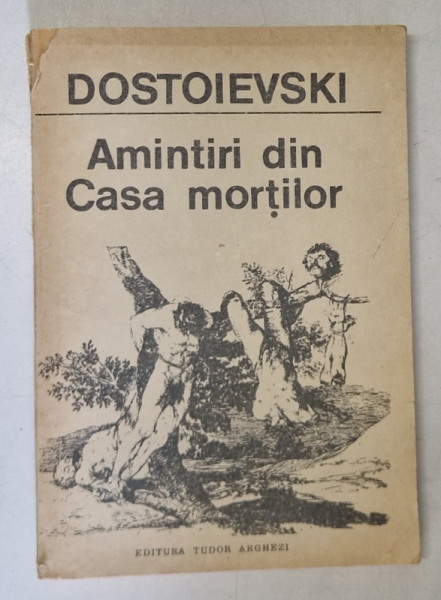 DOSTOIEVSKI
Amintiri din
Casa morților
EDITURA TUDOR ARGHEZI